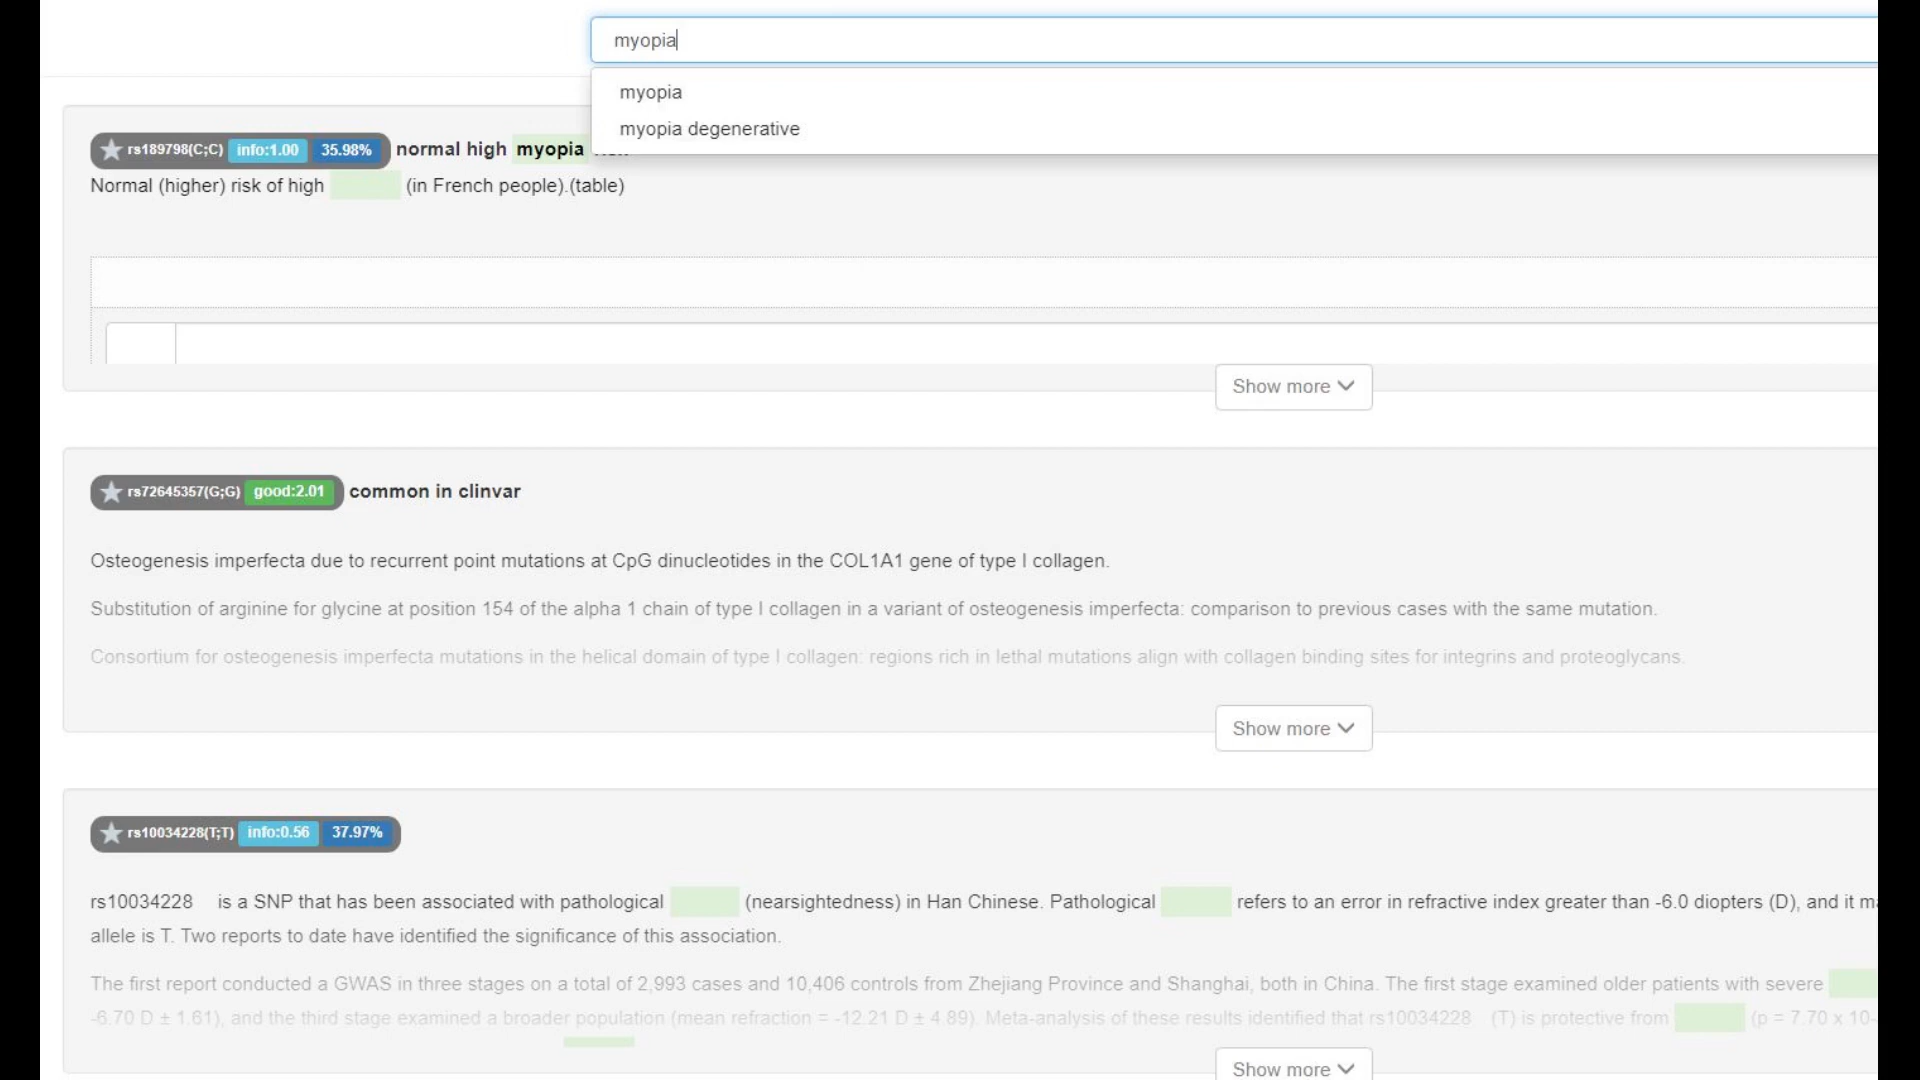 myopia
myopia
myopia degenerative
rs189798(C;C) info:1.00 35.98% normal high myopia
Normal (higher) risk of high (in French people).(table)
Show more
rs72645357(G;G) good:2.01 common in clinvar
Osteogenesis imperfecta due to recurrent point mutations at CpG dinucleotides in the COL1A1 gene of type I collagen.
Substitution of arginine for glycine at position 154 of the alpha 1 chain of type I collagen in a variant of osteogenesis imperfecta: comparison to previous cases with the same mutation.
Consortium for osteogenesis imperfecta mutations in the helical domain of type I collagen: regions rich in lethal mutations align with collagen binding sites for integrins and proteoglycans.
Show more
rs10034228(T;T) info:0.56 37.97%
rs10034228 is a SNP that has been associated with pathological (nearsightedness) in Han Chinese. Pathological refers to an error in refractive index greater than -6.0 diopters (D), and it
allele is T. Two reports to date have identified the significance of this association.
The first report conducted a GWAS in three stages on a total of 2,993 cases and 10,406 controls from Zhejiang Province and Shanghai, both in China. The first stage examined older patients with severe
-6.70 D ± 1.61), and the third stage examined a broader population (mean refraction = -12.21 D ± 4.89). Meta-analysis of these results identified that rs10034228 (T) is protective from (p = 7.70 x 10-
Show more